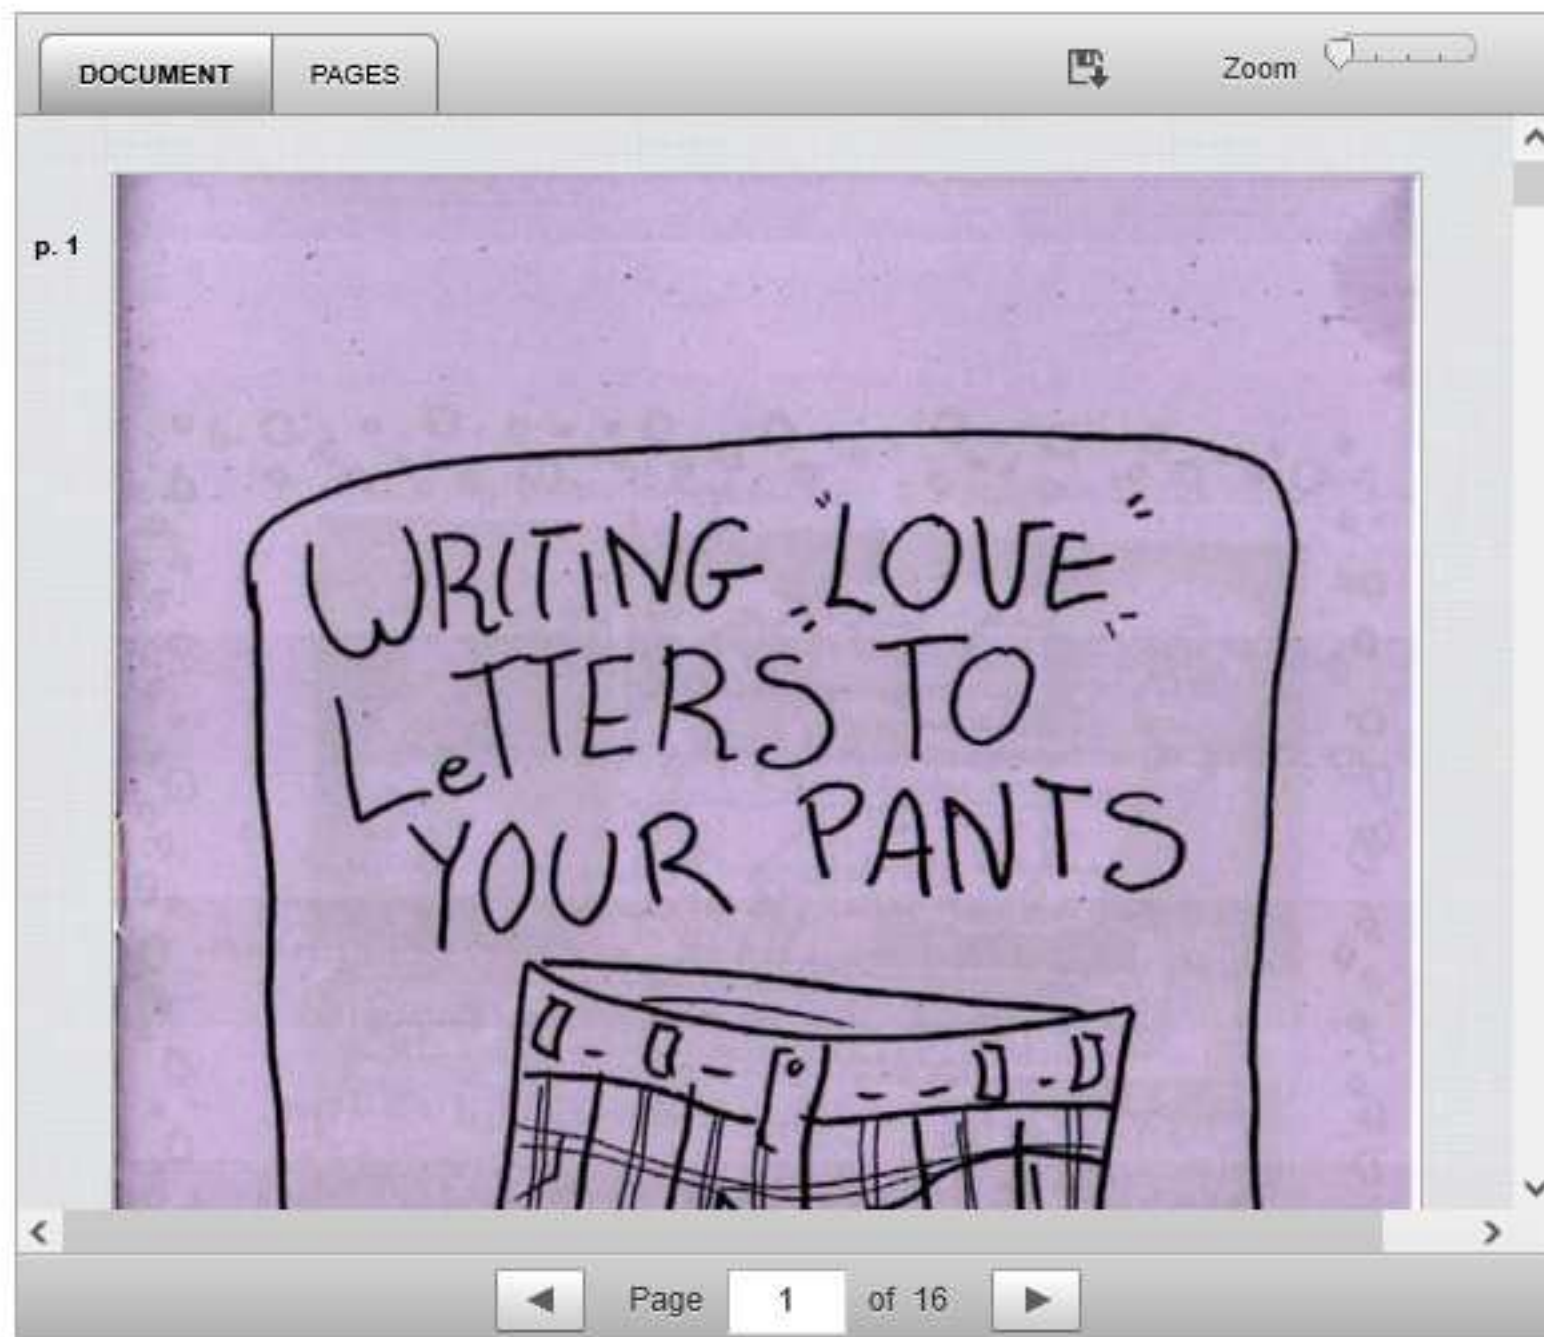 DOCUMENT PAGES Zoom
p. 1
WRITING "LOVE"
LeTTERS TO
YOUR PANTS
Page 1 of 16